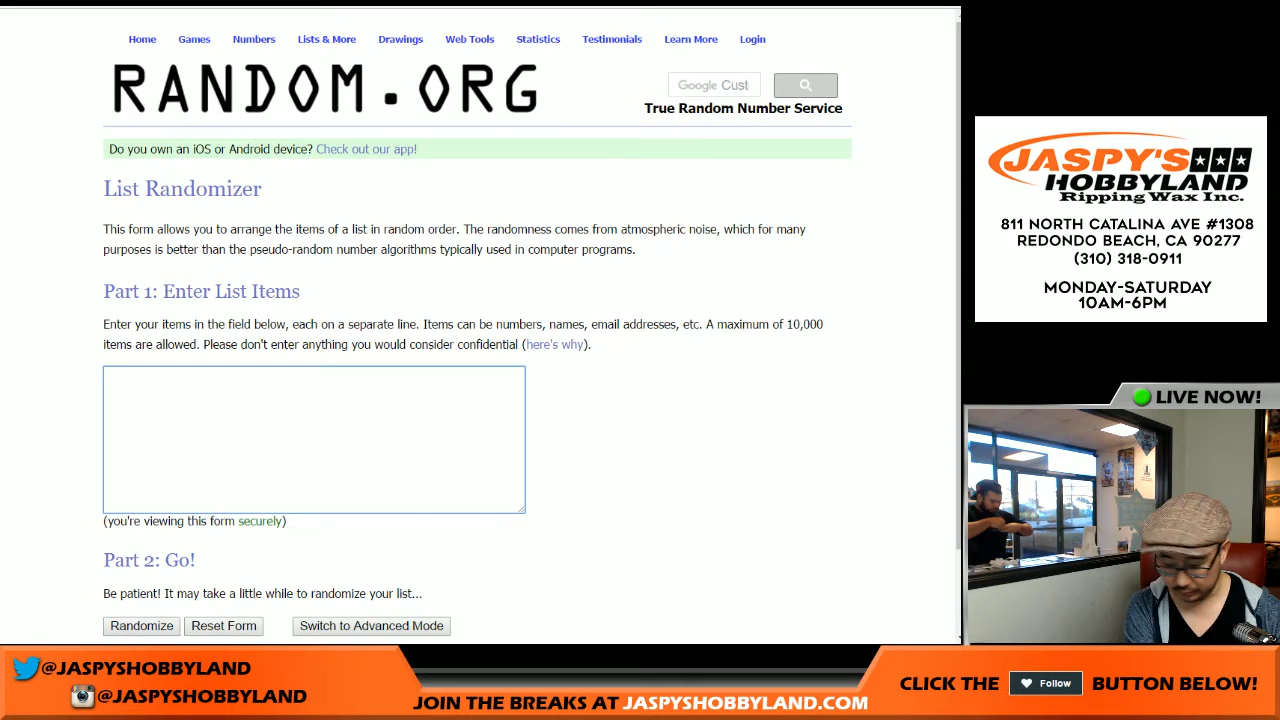 Home Games Numbers Lists & More Drawings Web Tools Statistics Testimonials Learn More Login
RANDOM.ORG
Google Cust
True Random Number Service
Do you own an iOS or Android device? Check out our app!
List Randomizer
This form allows you to arrange the items of a list in random order. The randomness comes from atmospheric noise, which for many
purposes is better than the pseudo-random number algorithms typically used in computer programs.
Part 1: Enter List Items
Enter your items in the field below, each on a separate line. Items can be numbers, names, email addresses, etc. A maximum of 10,000
items are allowed. Please don't enter anything you would consider confidential (here's why).
(you're viewing this form securely)
Part 2: Go!
Be patient! It may take a little while to randomize your list...
Randomize Reset Form Switch to Advanced Mode
JASPY'S
HOBBYLAND
Ripping Wax Inc.
811 NORTH CATALINA AVE #1308
REDONDO BEACH, CA 90277
(310) 318-0911
MONDAY-SATURDAY
10AM-6PM
LIVE NOW!
@JASPYSHOBBYLAND
@JASPYSHOBBYLAND
JOIN THE BREAKS AT JASPYSHOBBYLAND.COM
CLICK THE Follow BUTTON BELOW!